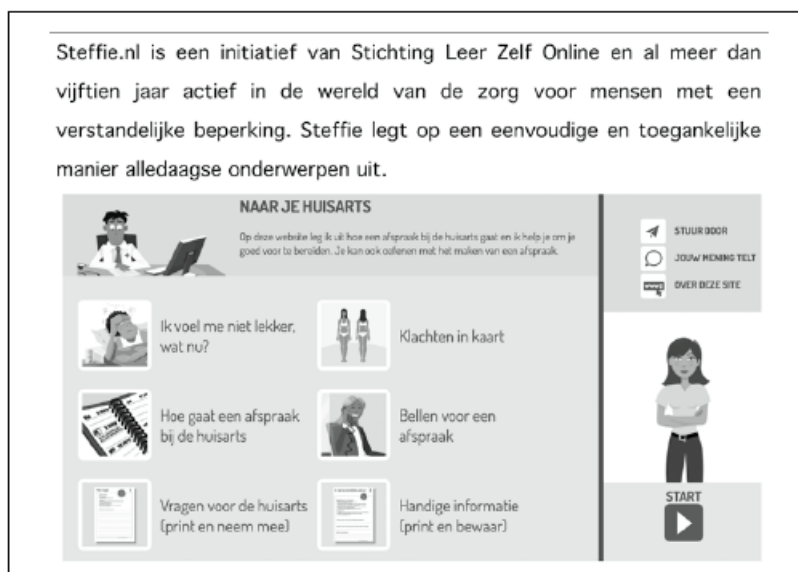 Steffie.nl is een initiatief van Stichting Leer Zelf Online en al meer dan
vijftien jaar actief in de wereld van de zorg voor mensen met een
verstandelijke beperking. Steffie legt op een eenvoudige en toegankelijke
manier alledaagse onderwerpen uit.
NAAR JE HUISARTS
Op deze website leg ik uit hoe een afspraak bij de huisarts gaat en ik help je om je
goed voor te bereiden. Je kan ook oefenen met het maken van een afspraak.
STUUR DOOR
JOUW MENING TELT
OVER DEZE SITE
Ik voel me niet lekker,
wat nu?
Klachten in kaart
Hoe gaat een afspraak
bij de huisarts
Bellen voor een
afspraak
Vragen voor de huisarts
(print en neem mee)
Handige informatie
(print en bewaar)
START